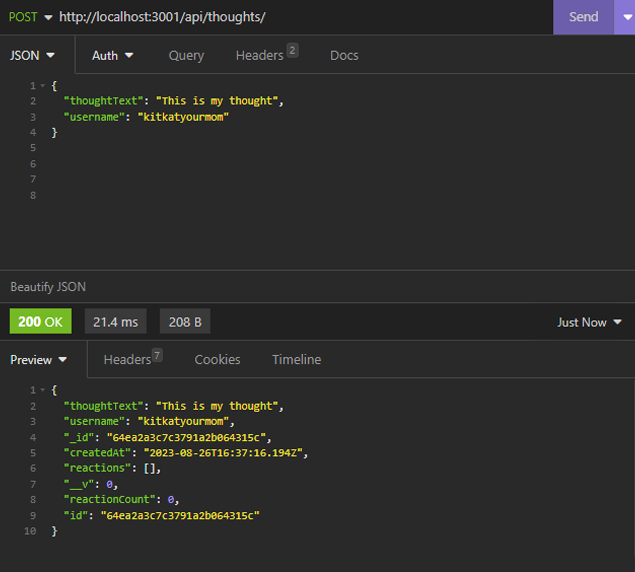 POST http://localhost:3001/api/thoughts/ Send
JSON Auth Query Headers 2 Docs
1 {
2 "thoughtText": "This is my thought",
3 "username": "kitkatyourmom"
4 }
5
6
7
8
Beautify JSON
200 OK 21.4 ms 208 B Just Now
Preview Headers 7 Cookies Timeline
1 {
2 "thoughtText": "This is my thought",
3 "username": "kitkatyourmom",
4 "_id": "64ea2a3c7c3791a2b064315c",
5 "createdAt": "2023-08-26T16:37:16.194Z",
6 "reactions": [],
7 "__v": 0,
8 "reactionCount": 0,
9 "id": "64ea2a3c7c3791a2b064315c"
10 }